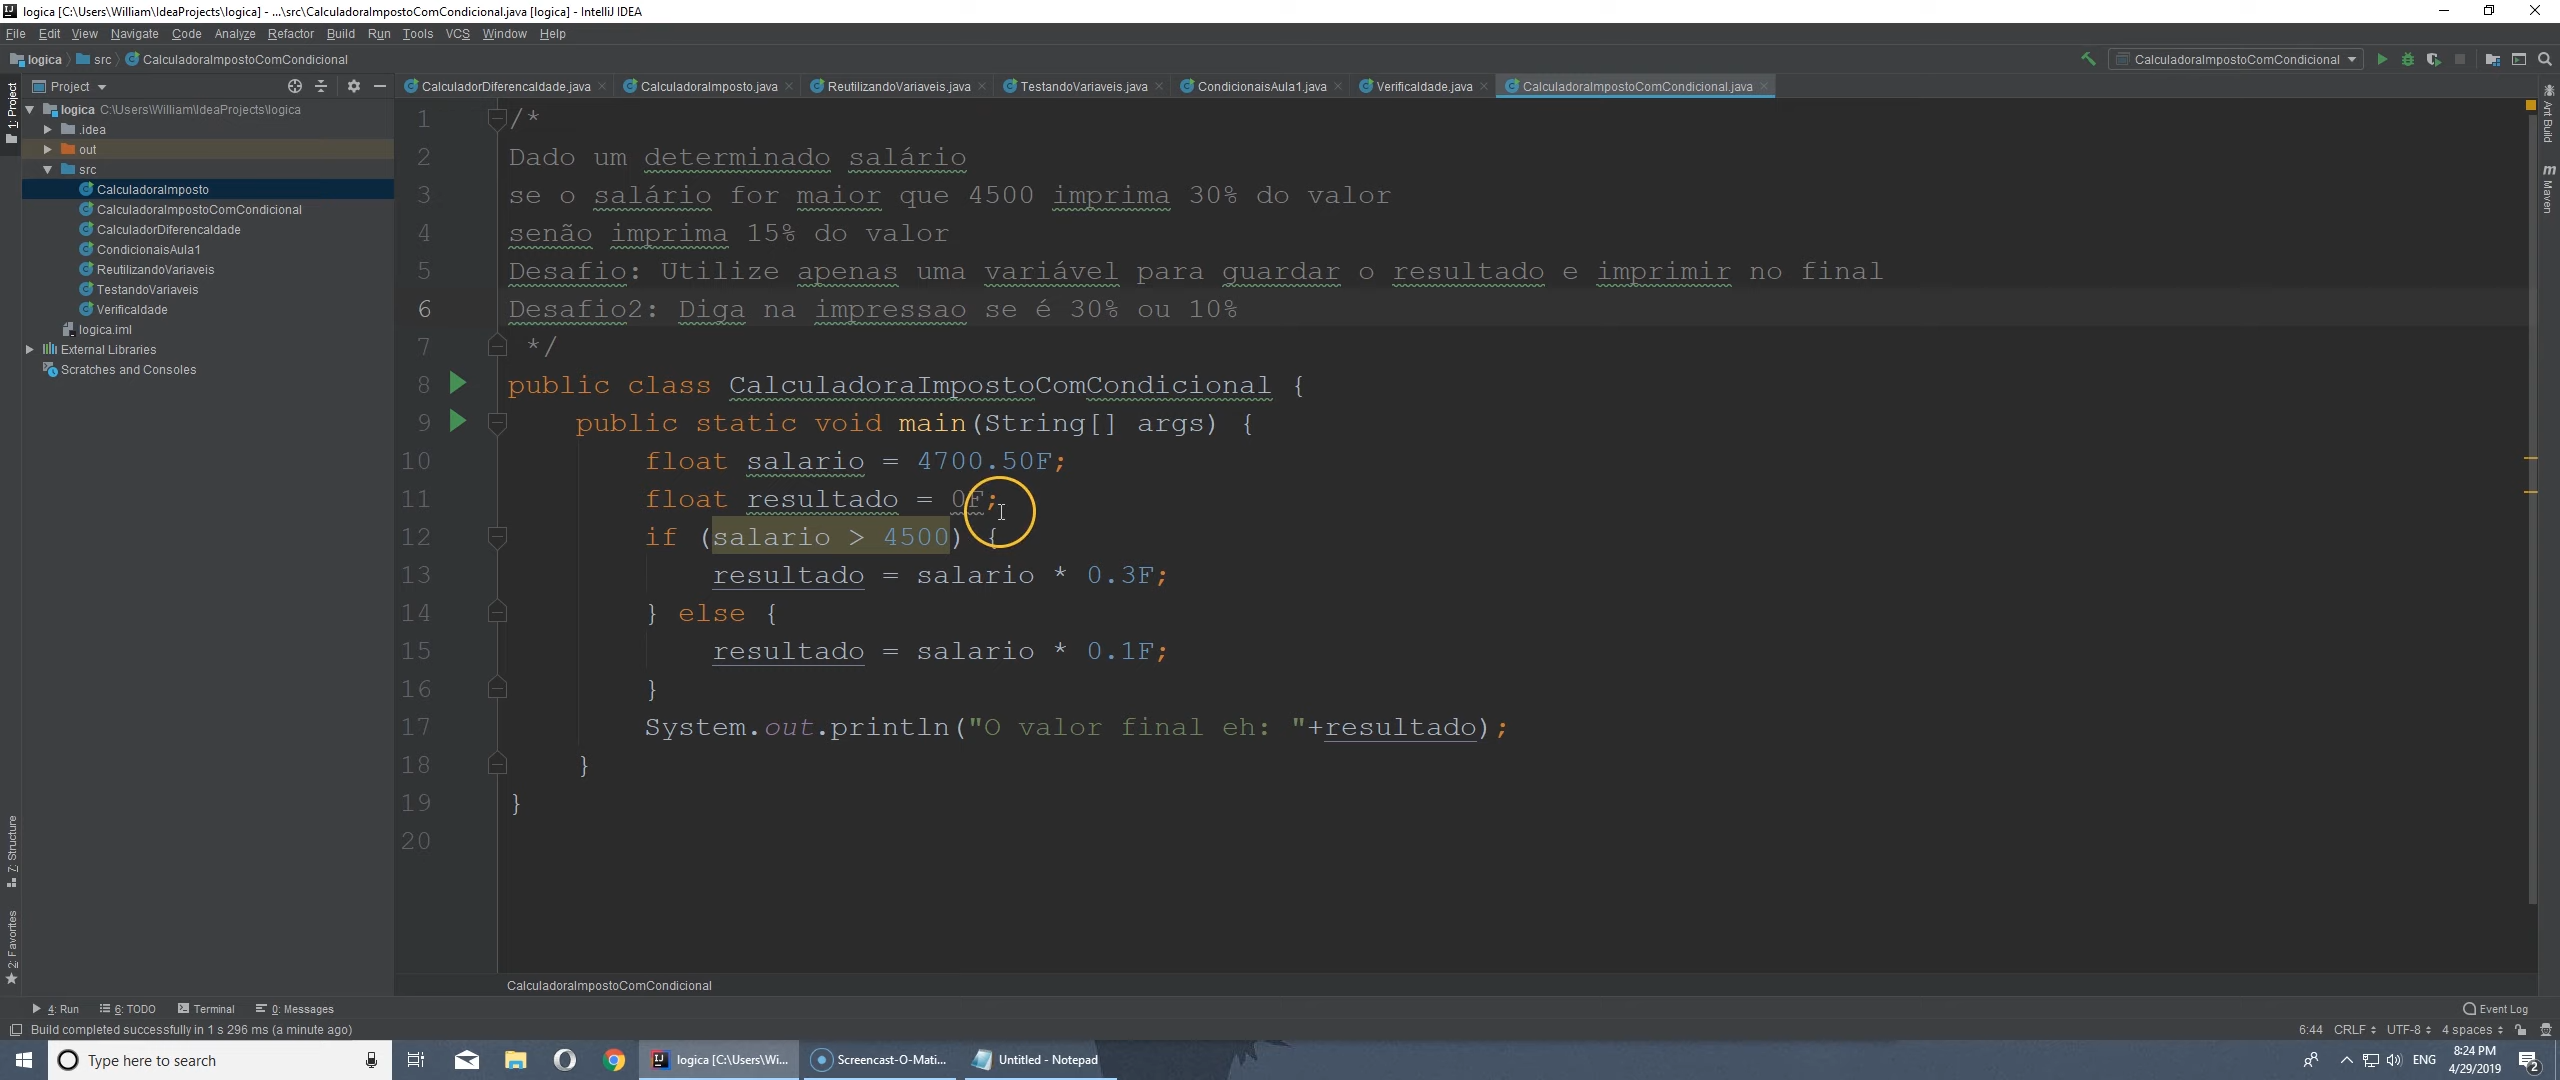 logica [C:\Users\William\IdeaProjects\logica] - ...\src\CalculadoraImpostoComCondicional.java [logica] - IntelliJ IDEA
File Edit View Navigate Code Analyze Refactor Build Run Tools VCS Window Help
logica src CalculadoraImpostoComCondicional
CalculadoraImpostoComCondicional
Project
CalculadorDiferencaIdade.java CalculadoraImposto.java ReutilizandoVariaveis.java TestandoVariaveis.java CondicionaisAula1.java VerificaIdade.java CalculadoraImpostoComCondicional.java
1: Project
logica C:\Users\William\IdeaProjects\logica
.idea
out
src
CalculadoraImposto
CalculadoraImpostoComCondicional
CalculadorDiferencaIdade
CondicionaisAula1
ReutilizandoVariaveis
TestandoVariaveis
VerificaIdade
logica.iml
External Libraries
Scratches and Consoles
7: Structure
2: Favorites
1 /*
2 Dado um determinado salário
3 se o salário for maior que 4500 imprima 30% do valor
4 senão imprima 15% do valor
5 Desafio: Utilize apenas uma variável para guardar o resultado e imprimir no final
6 Desafio2: Diga na impressao se é 30% ou 10%
7 */
8 public class CalculadoraImpostoComCondicional {
9 public static void main(String[] args) {
10 float salario = 4700.50F;
11 float resultado = 0F;
12 if (salario > 4500) {
13 resultado = salario * 0.3F;
14 } else {
15 resultado = salario * 0.1F;
16 }
17 System.out.println("O valor final eh: "+resultado);
18 }
19 }
20
Ant Build
m Maven
CalculadoraImpostoComCondicional
4: Run 6: TODO Terminal 0: Messages Event Log
Build completed successfully in 1 s 296 ms (a minute ago) 6:44 CRLF UTF-8 4 spaces
Type here to search logica [C:\Users\Wi... Screencast-O-Mati... Untitled - Notepad ENG 8:24 PM
4/29/2019 2